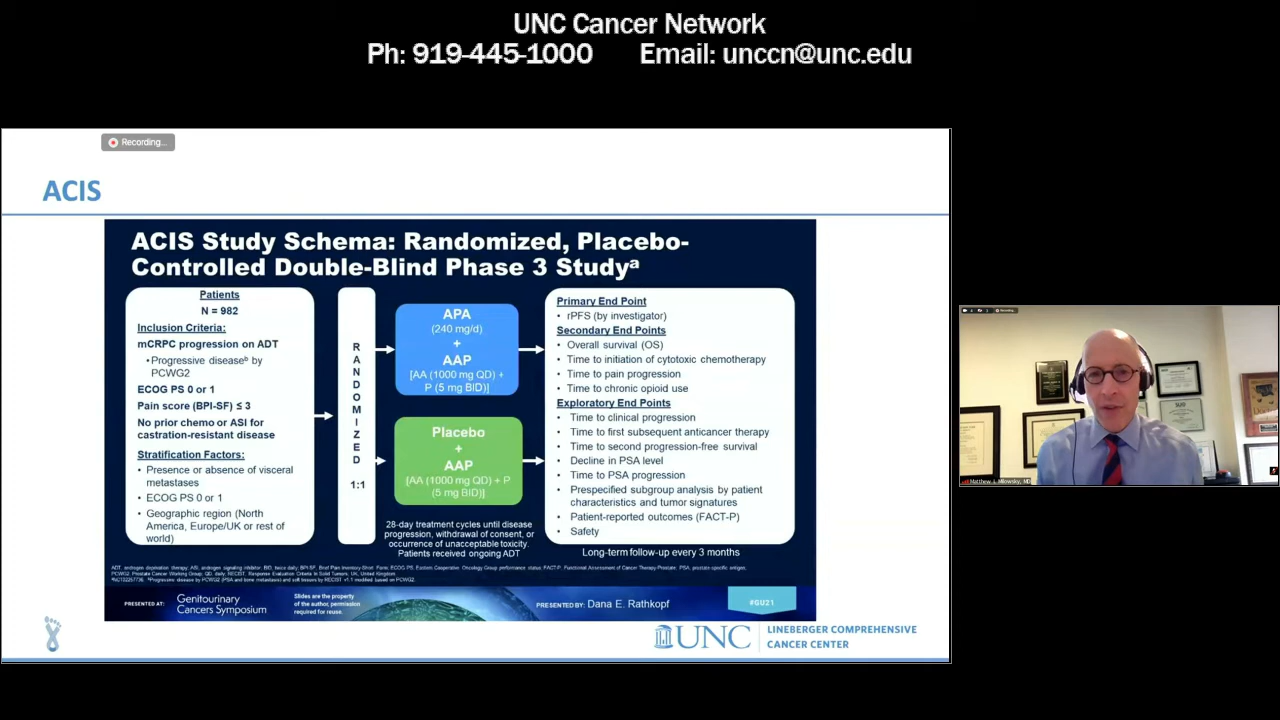 UNC Cancer Network
Ph: 919-445-1000 Email: unccn@unc.edu
Recording...
ACIS
ACIS Study Schema: Randomized, Placebo-
Controlled Double-Blind Phase 3 Studyᵃ
Patients
N = 982
Inclusion Criteria:
mCRPC progression on ADT
•Progressive diseaseᵇ by
PCWG2
ECOG PS 0 or 1
Pain score (BPI-SF) ≤ 3
No prior chemo or ASI for
castration-resistant disease
Stratification Factors:
• Presence or absence of visceral
metastases
• ECOG PS 0 or 1
• Geographic region (North
America, Europe/UK or rest of
world)
RANDOMIZED
1:1
APA
(240 mg/d)
+
AAP
[AA (1000 mg QD) +
P (5 mg BID)]
Placebo
+
AAP
[AA (1000 mg QD) + P
(5 mg BID)]
28-day treatment cycles until disease
progression, withdrawal of consent, or
occurrence of unacceptable toxicity.
Patients received ongoing ADT
Primary End Point
• rPFS (by investigator)
Secondary End Points
• Overall survival (OS)
• Time to initiation of cytotoxic chemotherapy
• Time to pain progression
• Time to chronic opioid use
Exploratory End Points
• Time to clinical progression
• Time to first subsequent anticancer therapy
• Time to second progression-free survival
• Decline in PSA level
• Time to PSA progression
• Prespecified subgroup analysis by patient
characteristics and tumor signatures
• Patient-reported outcomes (FACT-P)
• Safety
Long-term follow-up every 3 months
PRESENTED AT:
Genitourinary
Cancers Symposium
Slides are the property
of the author, permission
required for reuse.
PRESENTED BY: Dana E. Rathkopf
#GU21
UNC
LINEBERGER COMPREHENSIVE
CANCER CENTER
Matthew I. Milowsky, MD